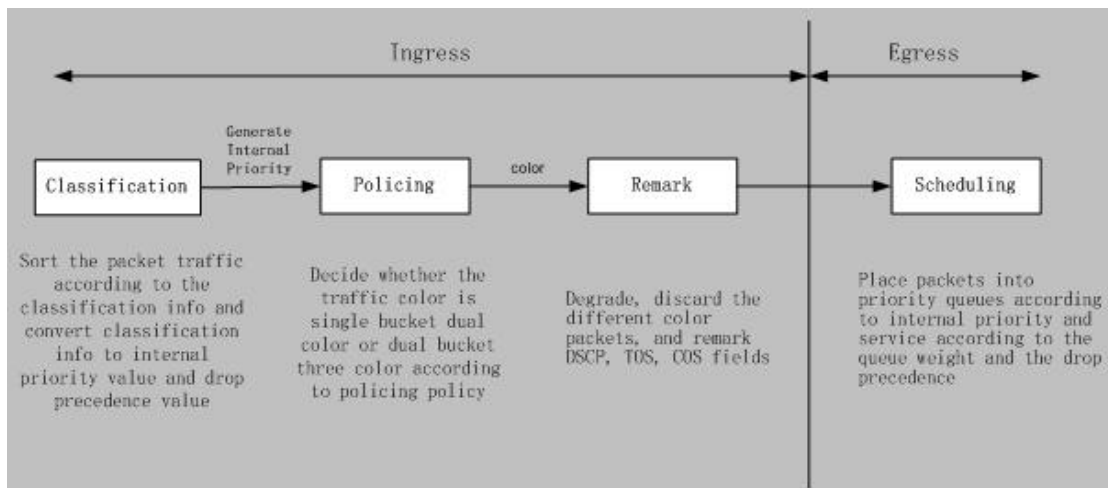 Ingress
Egress
Generate
Internal
Priority
color
Classification
Policing
Remark
Scheduling
Sort the packet traffic
according to the
classification info and
convert classification
info to internal
priority value and drop
precedence value
Decide whether the
traffic color is
single bucket dual
color or dual bucket
three color according
to policing policy
Degrade, discard the
different color
packets, and remark
DSCP, TOS, COS fields
Place packets into
priority queues according
to internal priority and
service according to the
queue weight and the drop
precedence